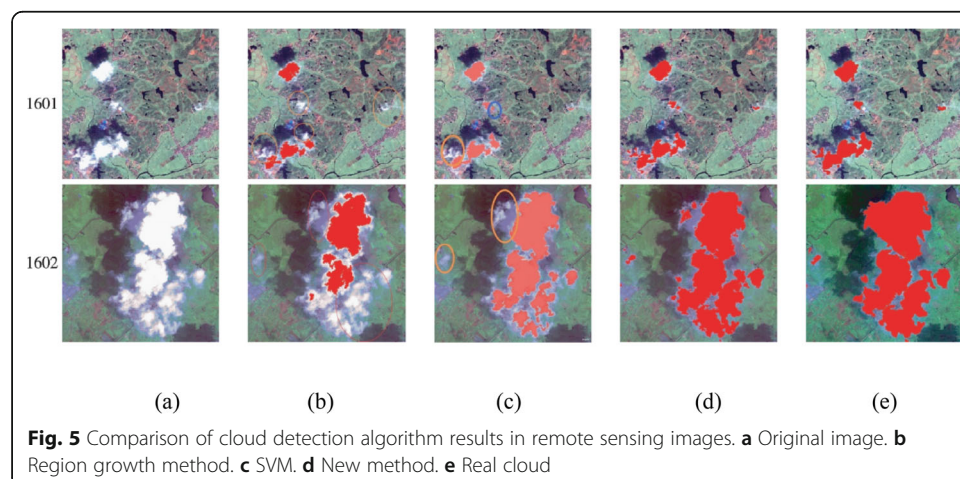 1601
1602
(a) (b) (c) (d) (e)
Fig. 5 Comparison of cloud detection algorithm results in remote sensing images. a Original image. b
Region growth method. c SVM. d New method. e Real cloud